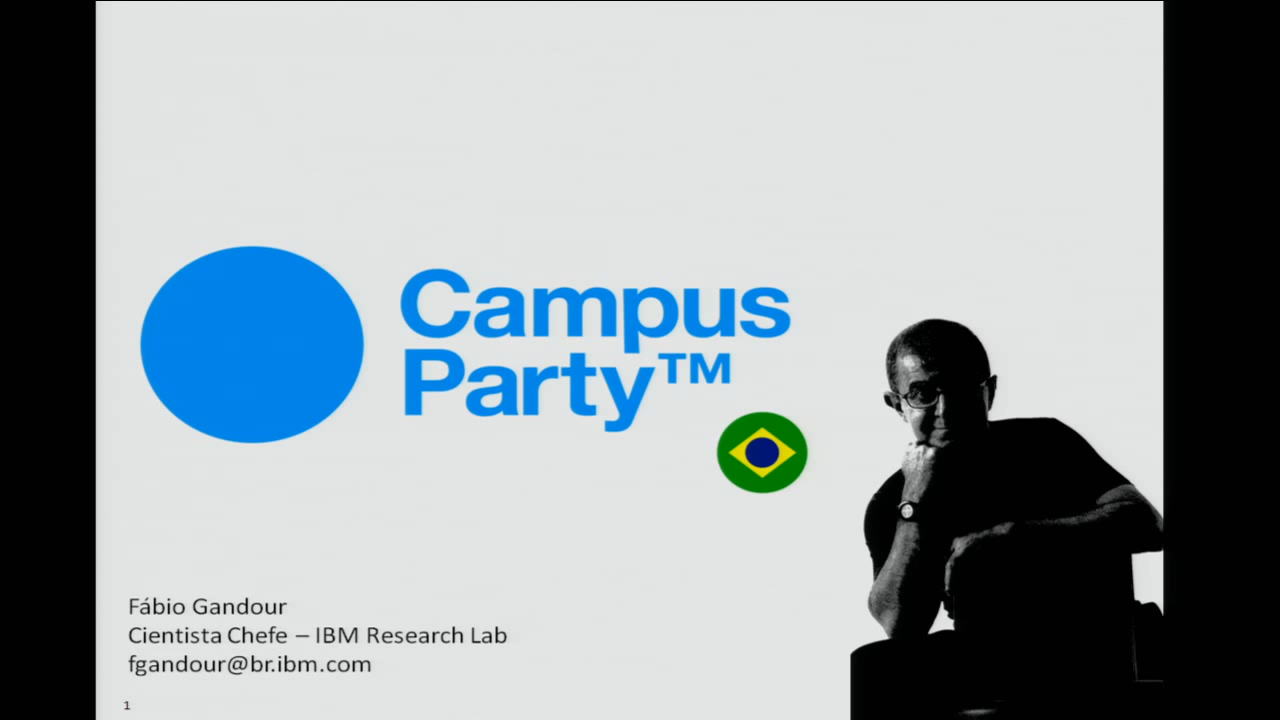 Campus
Party™
Fábio Gandour
Cientista Chefe – IBM Research Lab
fgandour@br.ibm.com
1